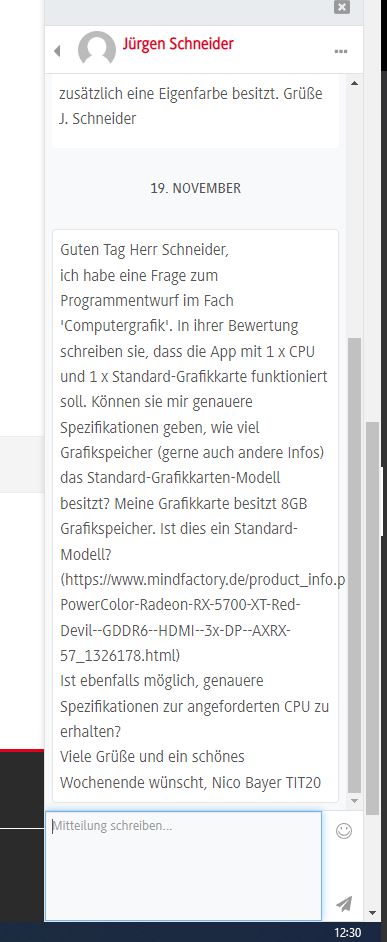 Jürgen Schneider
zusätzlich eine Eigenfarbe besitzt. Grüße
J. Schneider
19. NOVEMBER
Guten Tag Herr Schneider,
ich habe eine Frage zum
Programmentwurf im Fach
'Computergrafik'. In ihrer Bewertung
schreiben sie, dass die App mit 1 x CPU
und 1 x Standard-Grafikkarte funktioniert
soll. Können sie mir genauere
Spezifikationen geben, wie viel
Grafikspeicher (gerne auch andere Infos)
das Standard-Grafikkarten-Modell
besitzt? Meine Grafikkarte besitzt 8GB
Grafikspeicher. Ist dies ein Standard-
Modell?
(https://www.mindfactory.de/product_info.p
PowerColor-Radeon-RX-5700-XT-Red-
Devil--GDDR6--HDMI--3x-DP--AXRX-
57_1326178.html)
Ist ebenfalls möglich, genauere
Spezifikationen zur angeforderten CPU zu
erhalten?
Viele Grüße und ein schönes
Wochenende wünscht, Nico Bayer TIT20
Mitteilung schreiben...
12:30